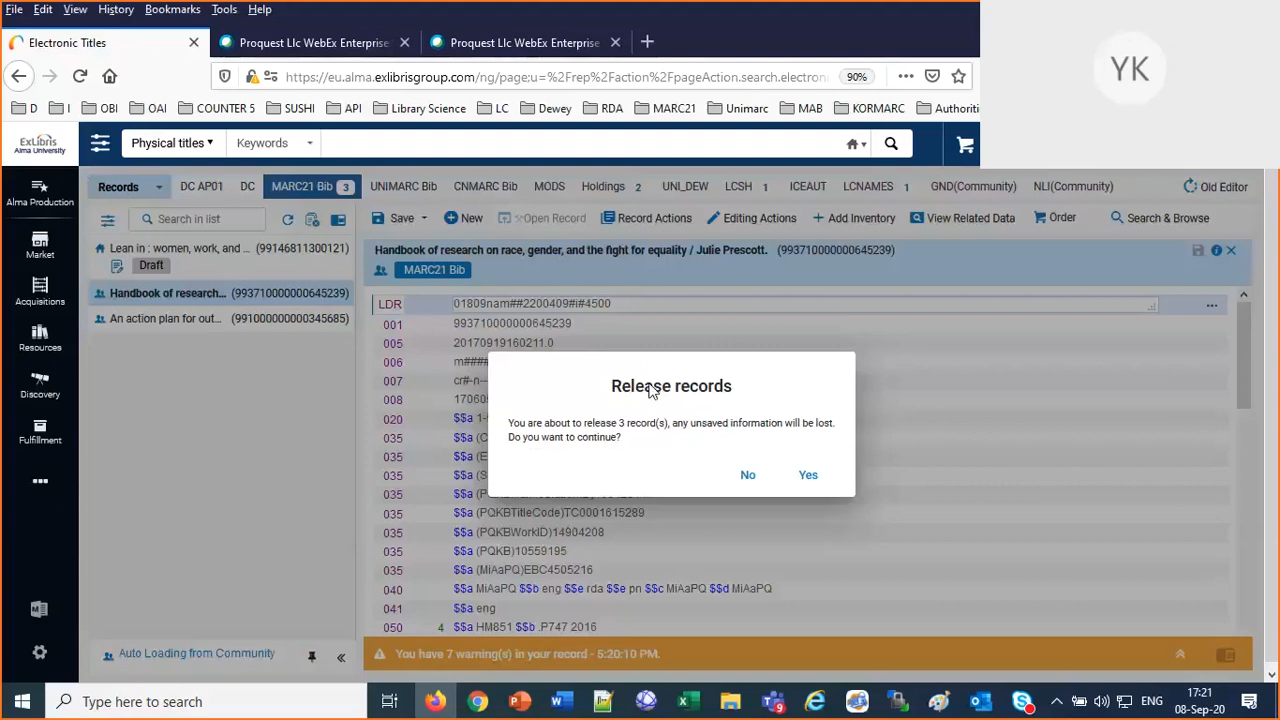 File Edit View History Bookmarks Tools Help
Electronic Titles
Proquest Llc WebEx Enterprise
Proquest Llc WebEx Enterprise
https://eu.alma.exlibrisgroup.com/ng/page;u=%2Frep%2Faction%2FpageAction.search.electron
90%
YK
D I OBI OAI COUNTER 5 SUSHI API Library Science LC Dewey RDA MARC21 Unimarc MAB KORMARC Authoriti
ExLibris
Alma University
Physical titles Keywords
Alma Production
Market
Acquisitions
Resources
Discovery
Fulfillment
Records DC AP01 DC MARC21 Bib 3 UNIMARC Bib CNMARC Bib MODS Holdings 2 UNI_DEW LCSH 1 ICEAUT LCNAMES 1 GND(Community) NLI(Community) Old Editor
Search in list
Save New Open Record Record Actions Editing Actions Add Inventory View Related Data Order Search & Browse
Lean in : women, work, and ... (99146811300121)
Draft
Handbook of research... (993710000000645239)
An action plan for out... (991000000000345685)
Auto Loading from Community
Handbook of research on race, gender, and the fight for equality / Julie Prescott. (993710000000645239)
MARC21 Bib
LDR 01809nam##2200409#i#4500
001 993710000000645239
005 20170919160211.0
006 m####
007 cr#-n--
008 17060
020 $$a 1-
035 $$a (C
035 $$a (E
035 $$a (S
035 $$a (P
035 $$a (PQKBTitleCode)TC0001615289
035 $$a (PQKBWorkID)14904208
035 $$a (PQKB)10559195
035 $$a (MiAaPQ)EBC4505216
040 $$a MiAaPQ $$b eng $$e rda $$e pn $$c MiAaPQ $$d MiAaPQ
041 $$a eng
050 4 $$a HM851 $$b .P747 2016
Release records
You are about to release 3 record(s), any unsaved information will be lost.
Do you want to continue?
No Yes
You have 7 warning(s) in your record - 5:20:10 PM.
Type here to search
ENG
17:21
08-Sep-20